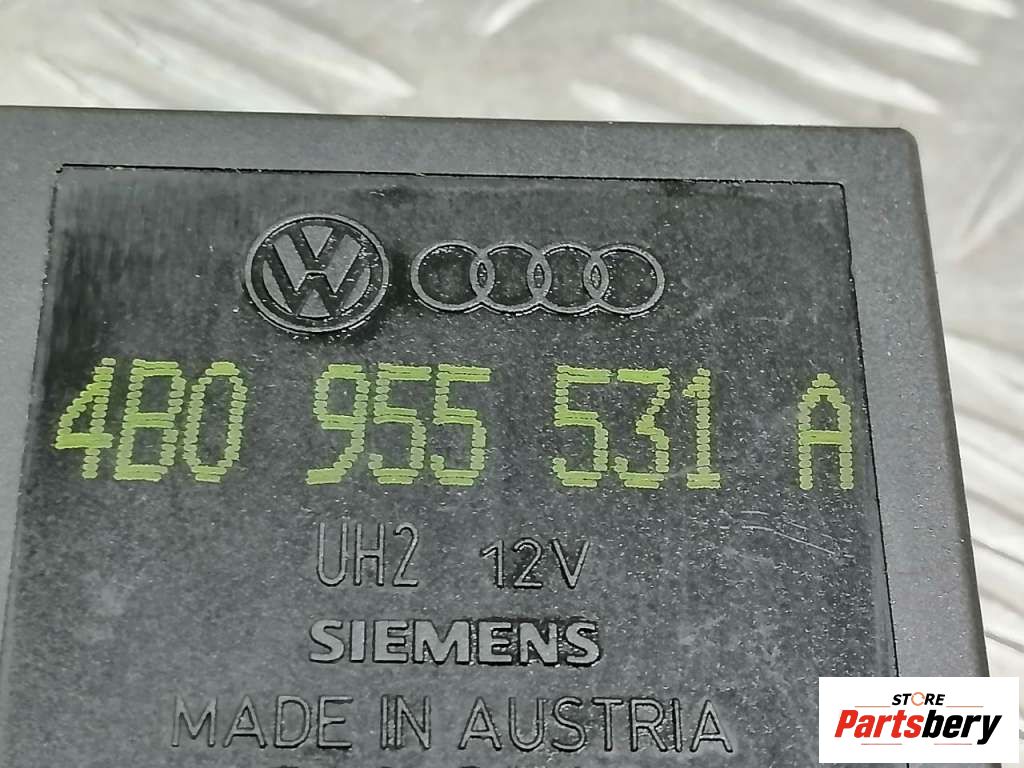 4B0 955 531 A
UH2 12V
SIEMENS
MADE IN AUSTRIA
STORE
Partsbery